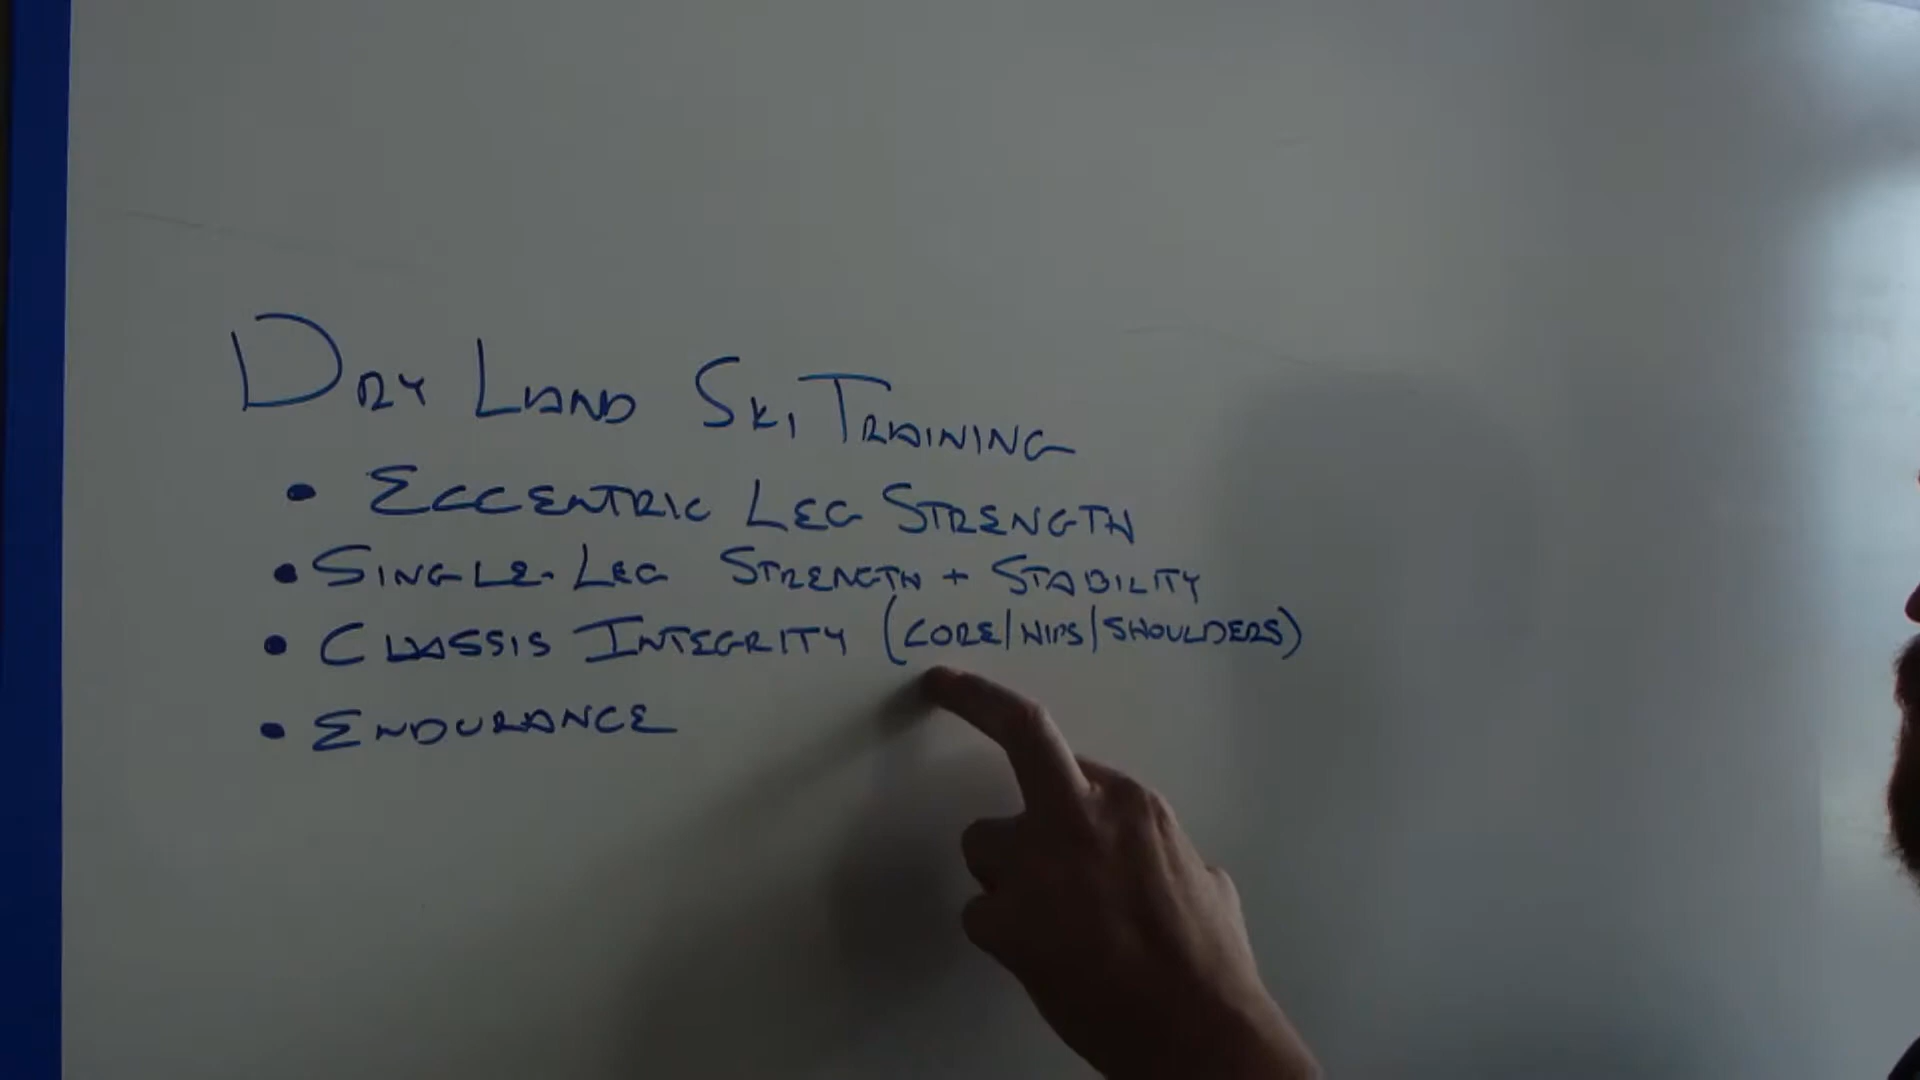 DRY LAND SKI TRAINING
• ECCENTRIC LEG STRENGTH
• SINGLE-LEG STRENGTH + STABILITY
• CHASSIS INTEGRITY (CORE/HIPS/SHOULDERS)
• ENDURANCE